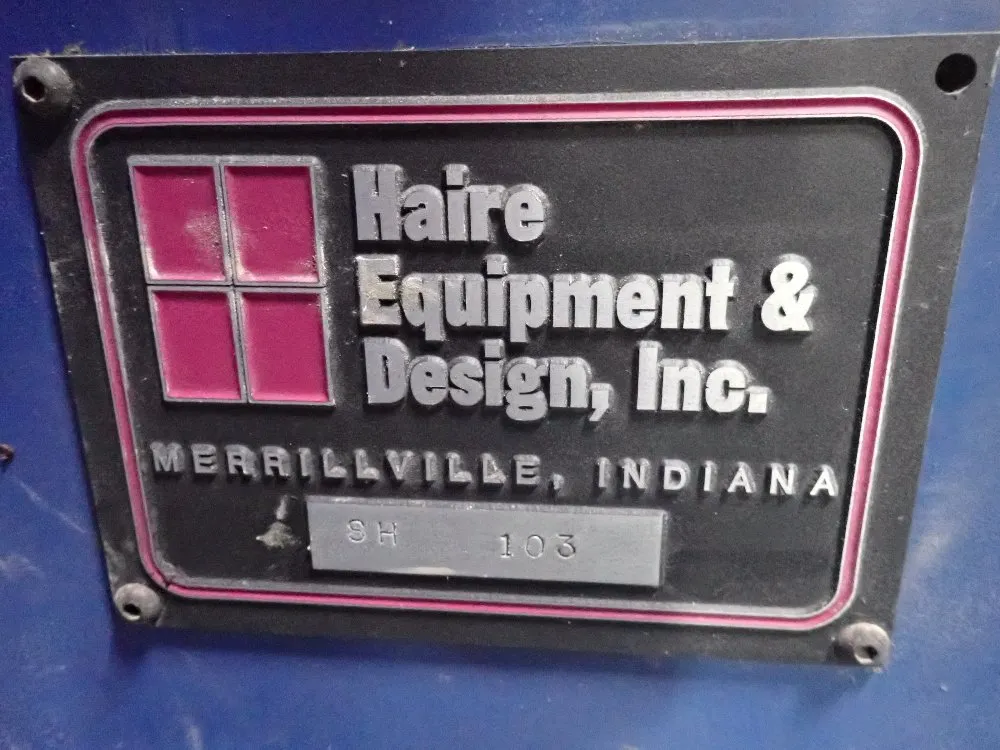 Haire
Equipment &
Design, Inc.
MERRILLVILLE, INDIANA
SH 103